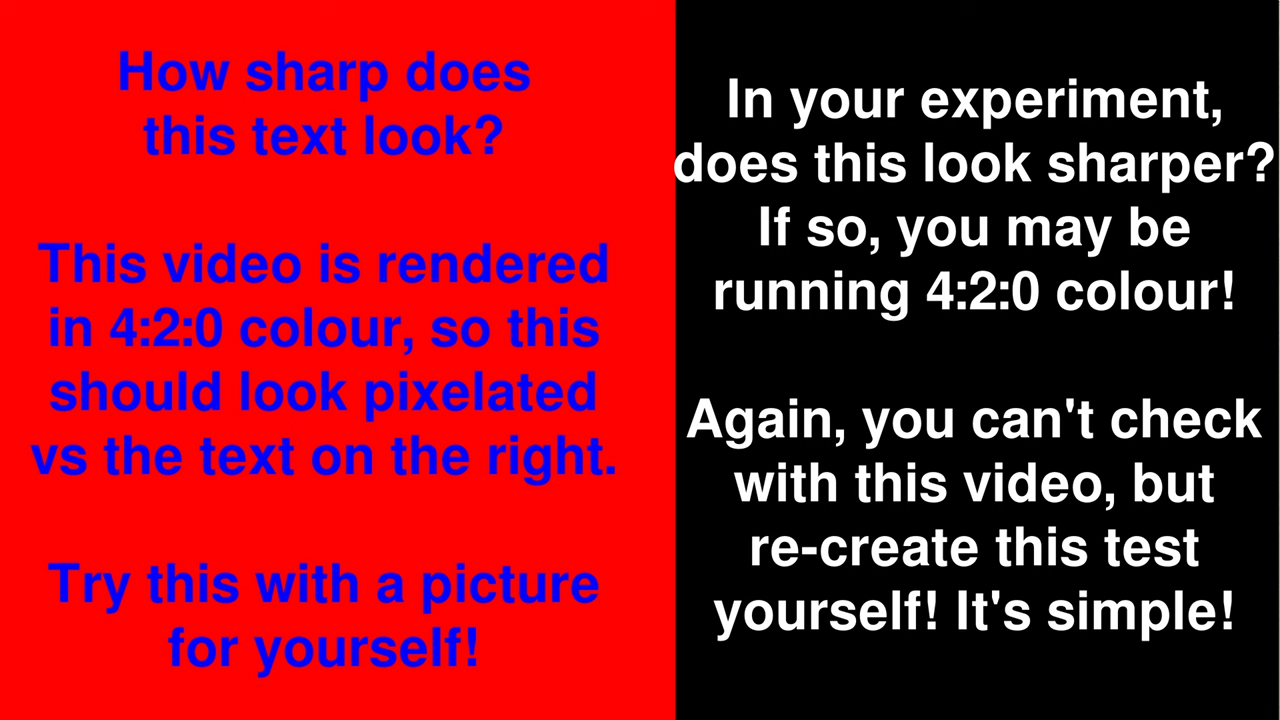 How sharp does
this text look?
This video is rendered
in 4:2:0 colour, so this
should look pixelated
vs the text on the right.
Try this with a picture
for yourself!
In your experiment,
does this look sharper?
If so, you may be
running 4:2:0 colour!
Again, you can't check
with this video, but
re-create this test
yourself! It's simple!